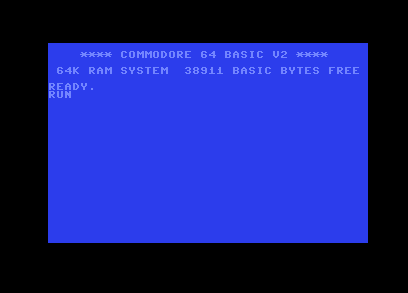 **** COMMODORE 64 BASIC V2 ****
64K RAM SYSTEM  38911 BASIC BYTES FREE
READY.
RUN